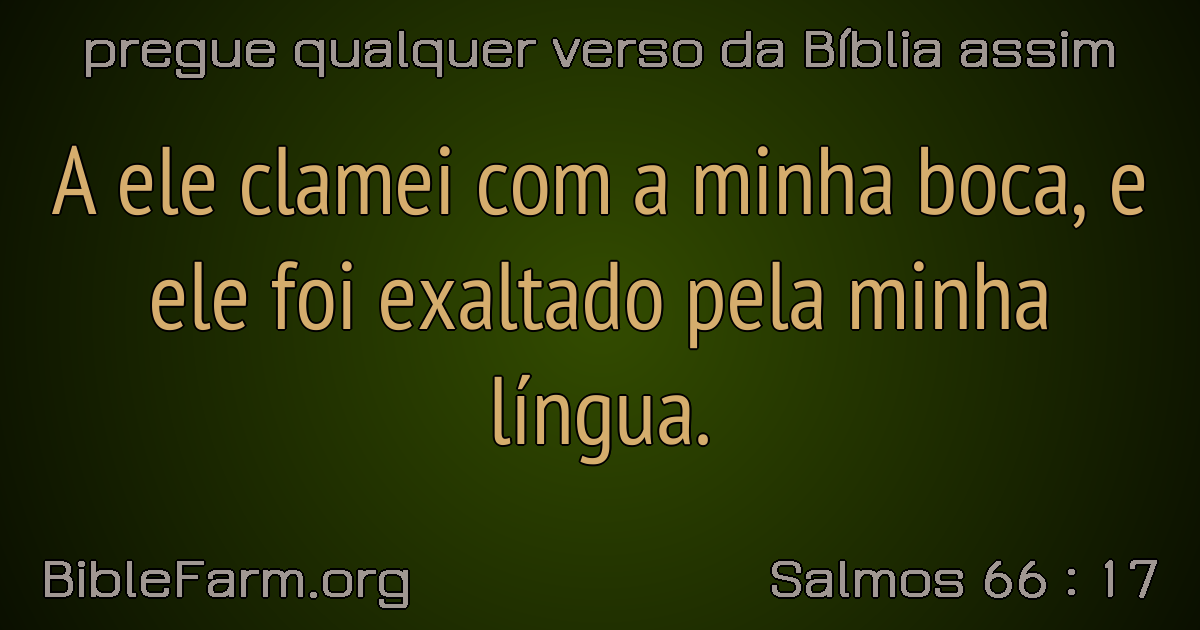 pregue qualquer verso da Bíblia assim
A ele clamei com a minha boca, e
ele foi exaltado pela minha
língua.
BibleFarm.org
Salmos 66 : 17